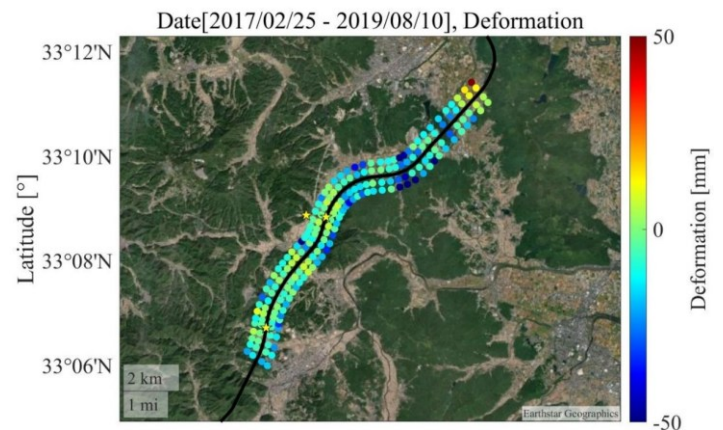 Date[2017/02/25 - 2019/08/10], Deformation
33°12'N
33°10'N
33°08'N
33°06'N
Latitude [°]
2 km
1 mi
Earthstar Geographics
50
0
-50
Deformation [mm]